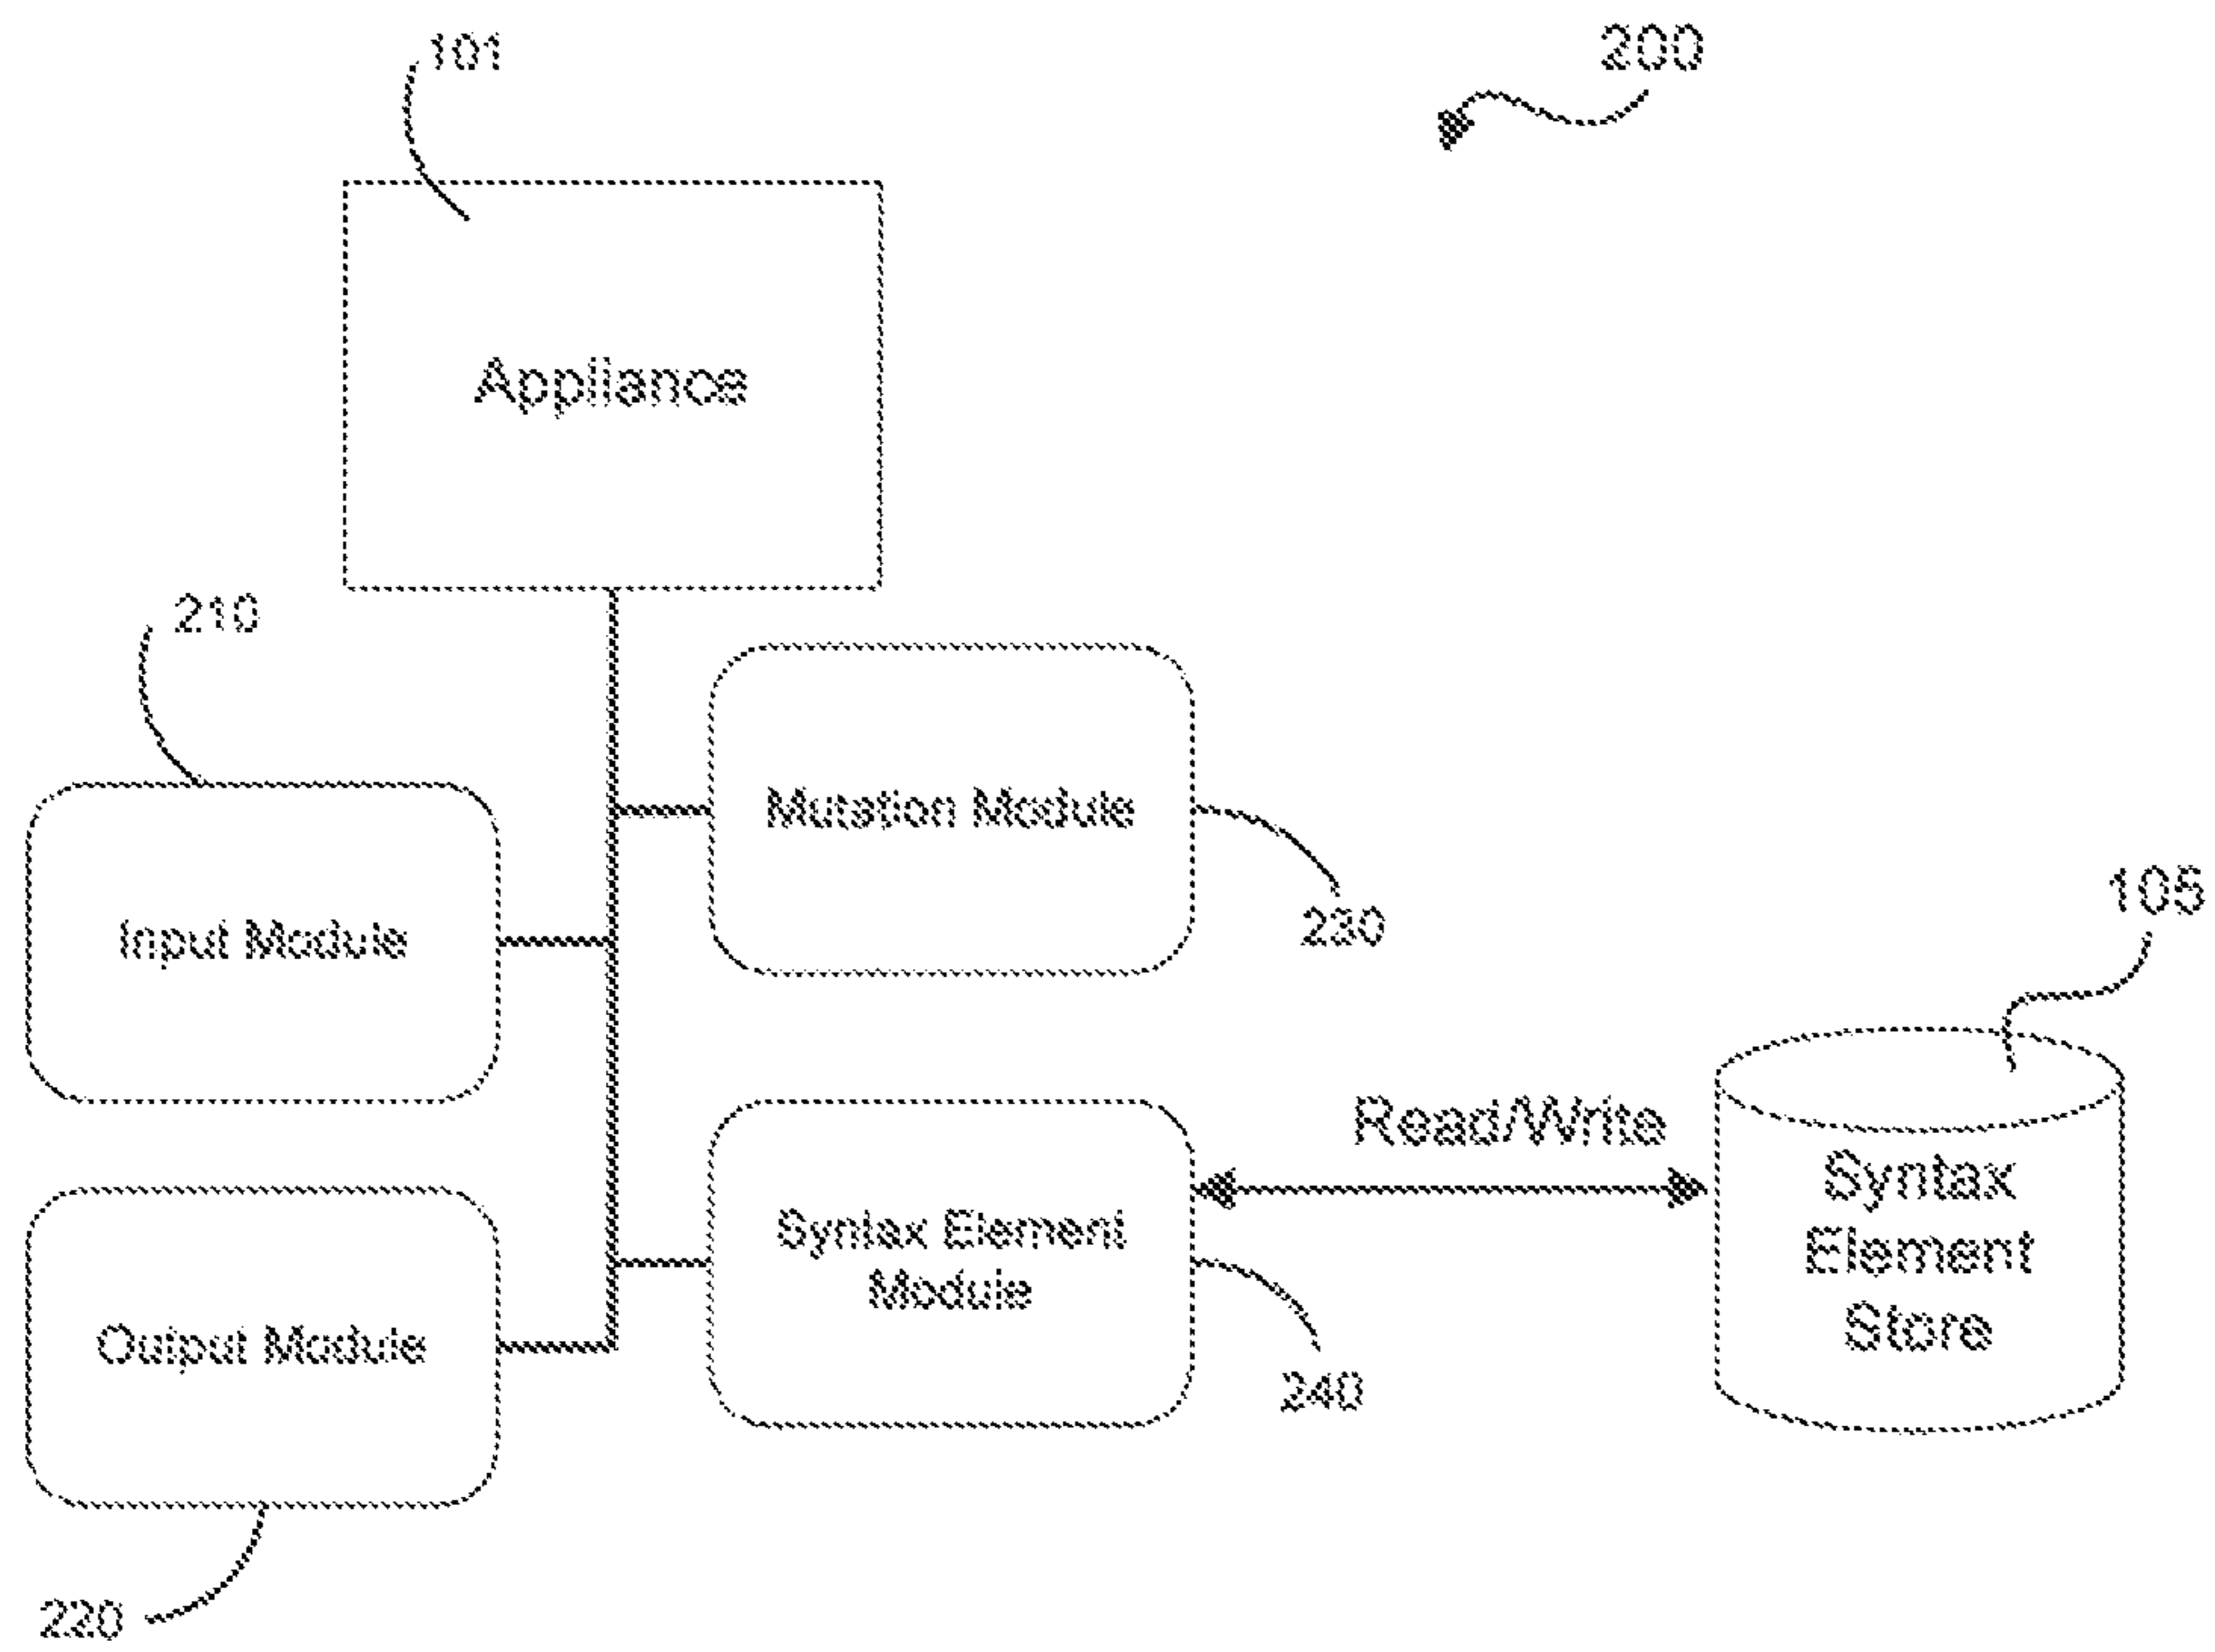 101
200
Appliance
210
Mutation Module
Input Module
230
105
Read/Write
Syntax
Element
Store
Syntax Element
Module
Output Module
240
220